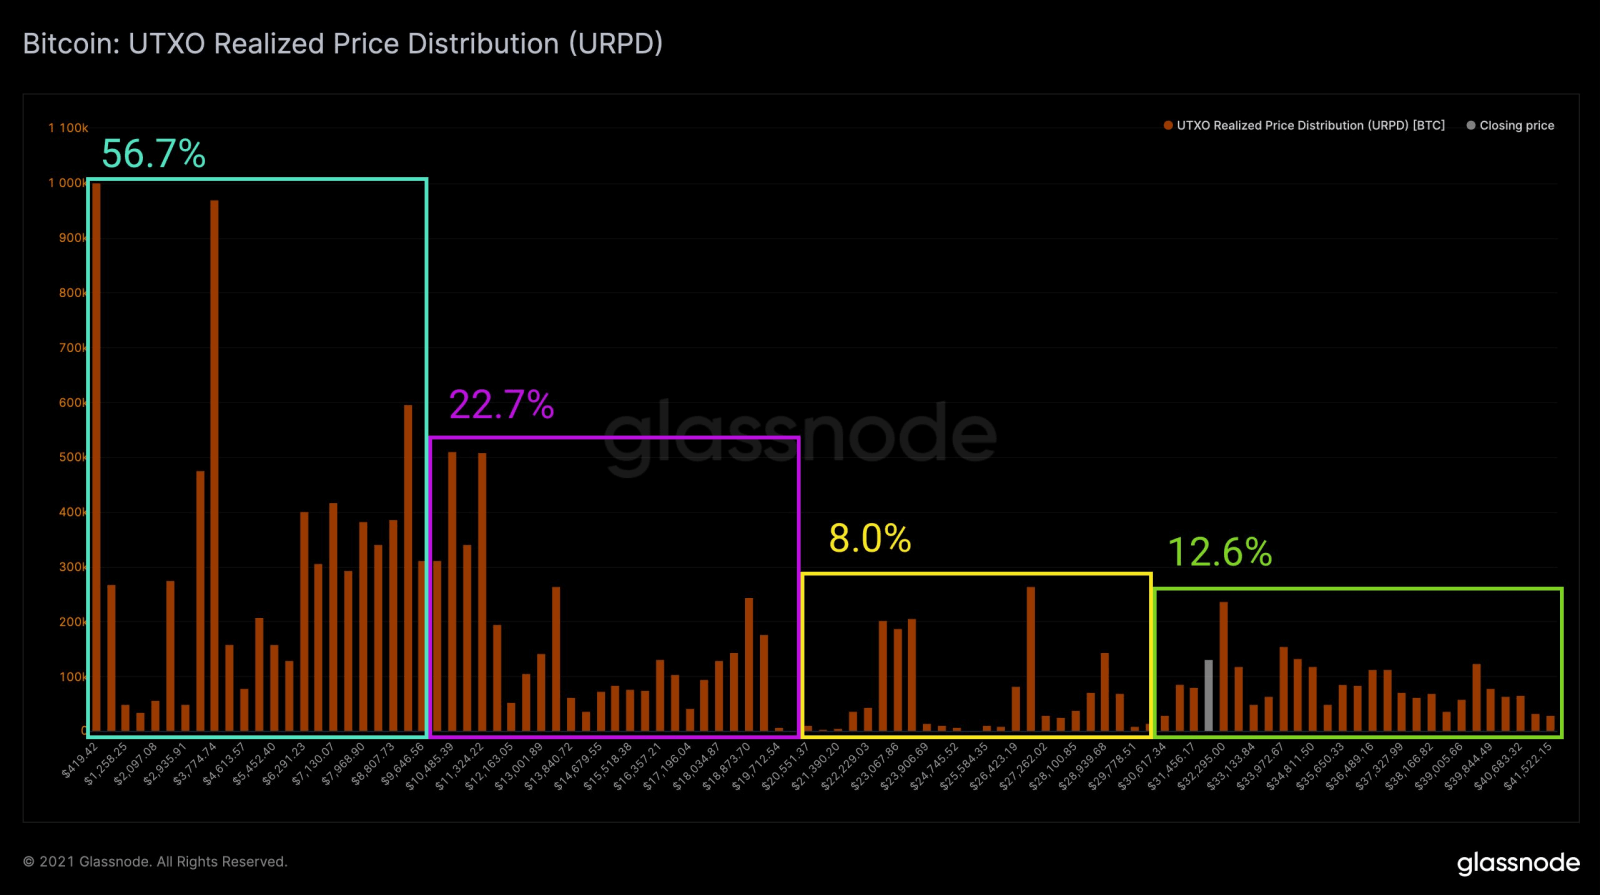 Bitcoin: UTXO Realized Price Distribution (URPD)
UTXO Realized Price Distribution (URPD) [BTC] Closing price
1 100k
1 000k
900k
800k
700k
600k
500k
400k
300k
200k
100k
0
56.7%
22.7%
8.0%
12.6%
glassnode
$419.42 $1,258.25 $2,097.08 $2,935.91 $3,774.74 $4,613.57 $5,452.40 $6,291.23 $7,130.07 $7,968.90 $8,807.73 $9,646.56 $10,485.39 $11,324.22 $12,163.05 $13,001.89 $13,840.72 $14,679.55 $15,518.38 $16,357.21 $17,196.04 $18,034.87 $18,873.70 $19,712.54 $20,551.37 $21,390.20 $22,229.03 $23,067.86 $23,906.69 $24,745.52 $25,584.35 $26,423.19 $27,262.02 $28,100.85 $28,939.68 $29,778.51 $30,617.34 $31,456.17 $32,295.00 $33,133.84 $33,972.67 $34,811.50 $35,650.33 $36,489.16 $37,327.99 $38,166.82 $39,005.66 $39,844.49 $40,683.32 $41,522.15
© 2021 Glassnode. All Rights Reserved.
glassnode